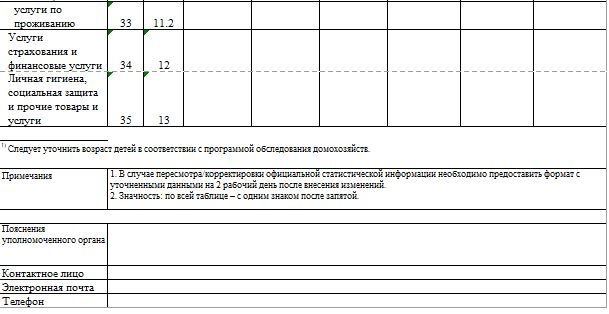 услуги по
проживанию 33 11.2
Услуги
страхования и
финансовые услуги 34 12
Личная гигиена,
социальная защита
и прочие товары и
услуги 35 13
1) Следует уточнить возраст детей в соответствии с программой обследования домохозяйств.
Примечания
1. В случае пересмотра/корректировки официальной статистической информации необходимо предоставить формат с
уточненными данными на 2 рабочий день после внесения изменений.
2. Значность: по всей таблице – с одним знаком после запятой.
Пояснения
уполномоченного органа
Контактное лицо
Электронная почта
Телефон